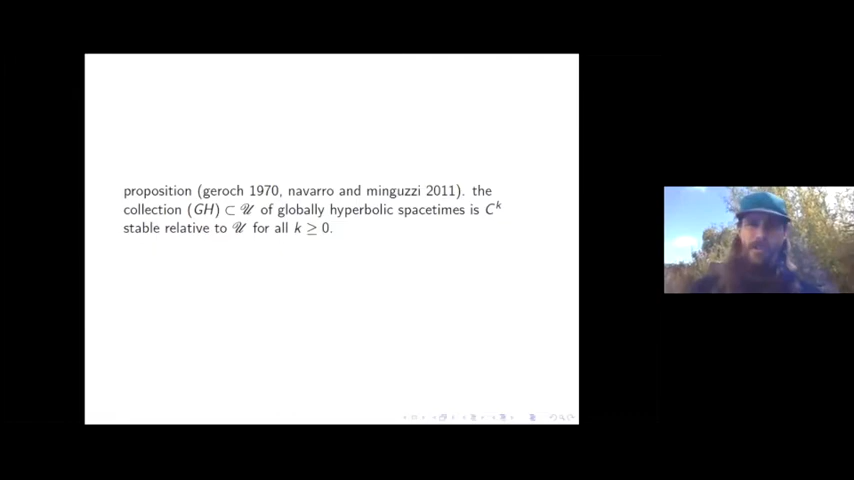 proposition (geroch 1970, navarro and minguzzi 2011). the
collection (GH) ⊂ 𝒰 of globally hyperbolic spacetimes is Cᵏ
stable relative to 𝒰 for all k ≥ 0.